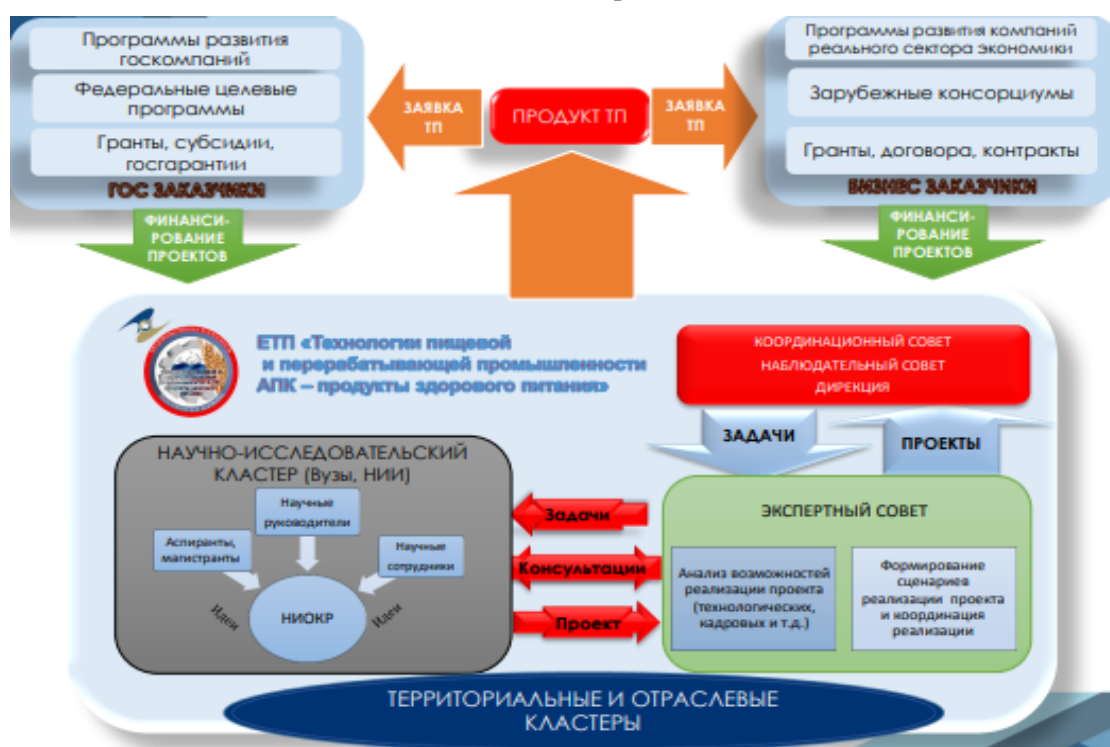 Программы развития
госкомпаний
Федеральные целевые
программы
Гранты, субсидии,
госгарантии
ГОС ЗАКАЗЧИКИ
ЗАЯВКА
ТП
ПРОДУКТ ТП
ЗАЯВКА
ТП
Программы развития компаний
реального сектора экономики
Зарубежные консорциумы
Гранты, договора, контракты
БИЗНЕС ЗАКАЗЧИКИ
ФИНАНСИ-
РОВАНИЕ
ПРОЕКТОВ
ФИНАНСИ-
РОВАНИЕ
ПРОЕКТОВ
ЕТП «Технологии пищевой
и перерабатывающей промышленности
АПК – продукты здорового питания»
КООРДИНАЦИОННЫЙ СОВЕТ
НАБЛЮДАТЕЛЬНЫЙ СОВЕТ
ДИРЕКЦИЯ
ЗАДАЧИ
ПРОЕКТЫ
НАУЧНО-ИССЛЕДОВАТЕЛЬСКИЙ
КЛАСТЕР (Вузы, НИИ)
Научные
руководители
Аспиранты,
магистранты
Научные
сотрудники
Идеи
НИОКР
Идеи
Задачи
Консультации
Проект
ЭКСПЕРТНЫЙ СОВЕТ
Анализ возможностей
реализации проекта
(технологических,
кадровых и т.д.)
Формирование
сценариев
реализации проекта
и координация
реализации
ТЕРРИТОРИАЛЬНЫЕ И ОТРАСЛЕВЫЕ
КЛАСТЕРЫ